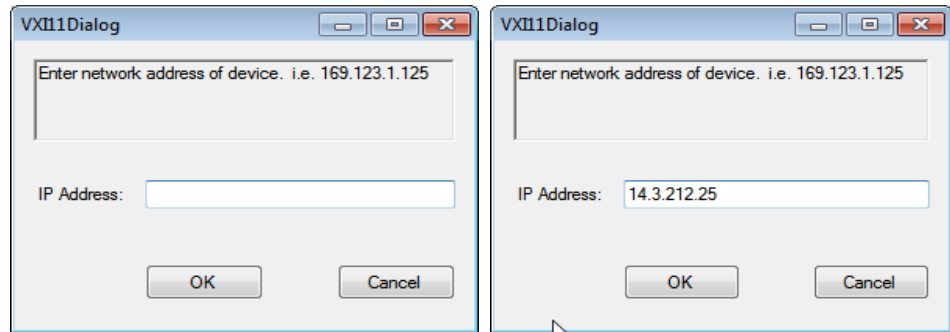 VXI11Dialog
Enter network address of device.  i.e. 169.123.1.125
IP Address:
OK
Cancel
VXI11Dialog
Enter network address of device.  i.e. 169.123.1.125
IP Address:
14.3.212.25
OK
Cancel